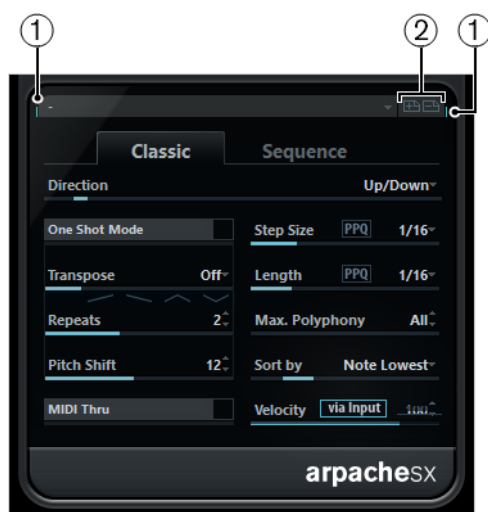 1 2 1
-
Classic Sequence
Direction Up/Down
One Shot Mode Step Size PPQ 1/16
Transpose Off Length PPQ 1/16
Repeats 2 Max. Polyphony All
Pitch Shift 12 Sort by Note Lowest
MIDI Thru Velocity via Input 100
arpachesx